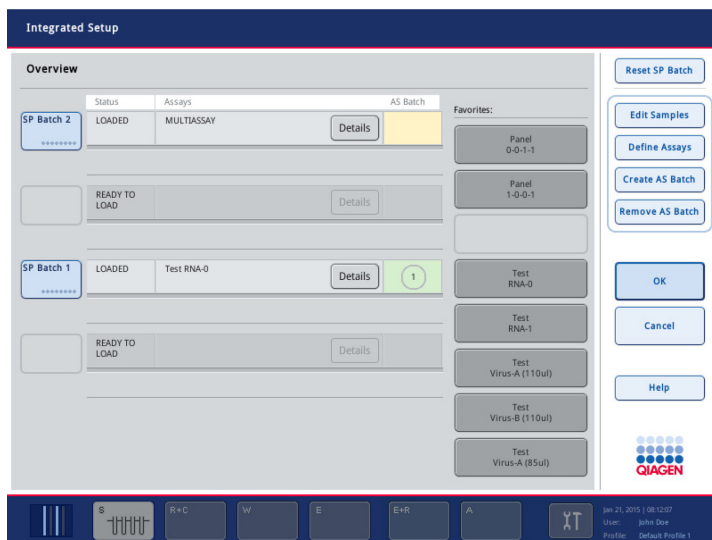 Integrated Setup
Overview
Status Assays AS Batch
SP Batch 2 LOADED MULTIASSAY Details
READY TO
LOAD Details
SP Batch 1 LOADED Test RNA-0 Details 1
READY TO
LOAD Details
Favorites:
Panel
0-0-1-1
Panel
1-0-0-1
Test
RNA-0
Test
RNA-1
Test
Virus-A (110ul)
Test
Virus-B (110ul)
Test
Virus-A (85ul)
Reset SP Batch
Edit Samples
Define Assays
Create AS Batch
Remove AS Batch
OK
Cancel
Help
QIAGEN
S R+C W E E+R A
Jan 21, 2015 | 08:12:07
User: John Doe
Profile: Default Profile 1